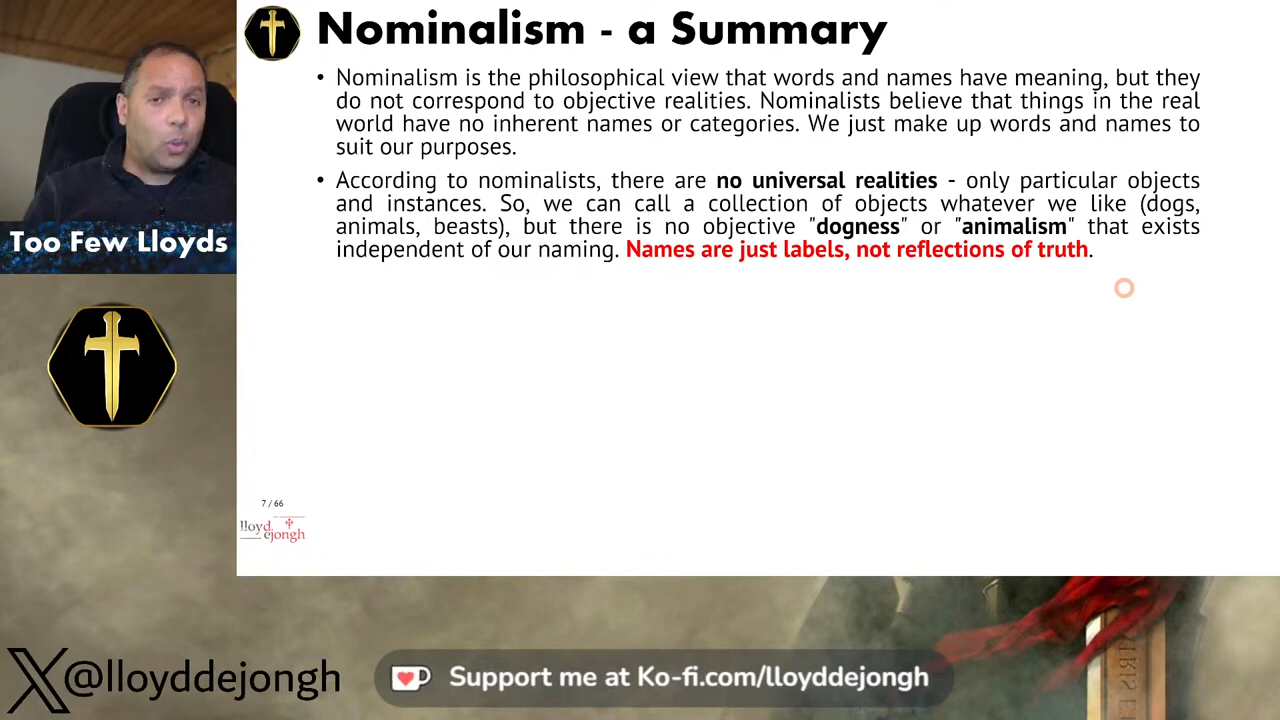 Nominalism - a Summary
• Nominalism is the philosophical view that words and names have meaning, but they
do not correspond to objective realities. Nominalists believe that things in the real
world have no inherent names or categories. We just make up words and names to
suit our purposes.
• According to nominalists, there are no universal realities - only particular objects
and instances. So, we can call a collection of objects whatever we like (dogs,
animals, beasts), but there is no objective "dogness" or "animalism" that exists
independent of our naming. Names are just labels, not reflections of truth.
Too Few Lloyds
7 / 66
lloyd
ejongh
X@lloyddejongh
Support me at Ko-fi.com/lloyddejongh